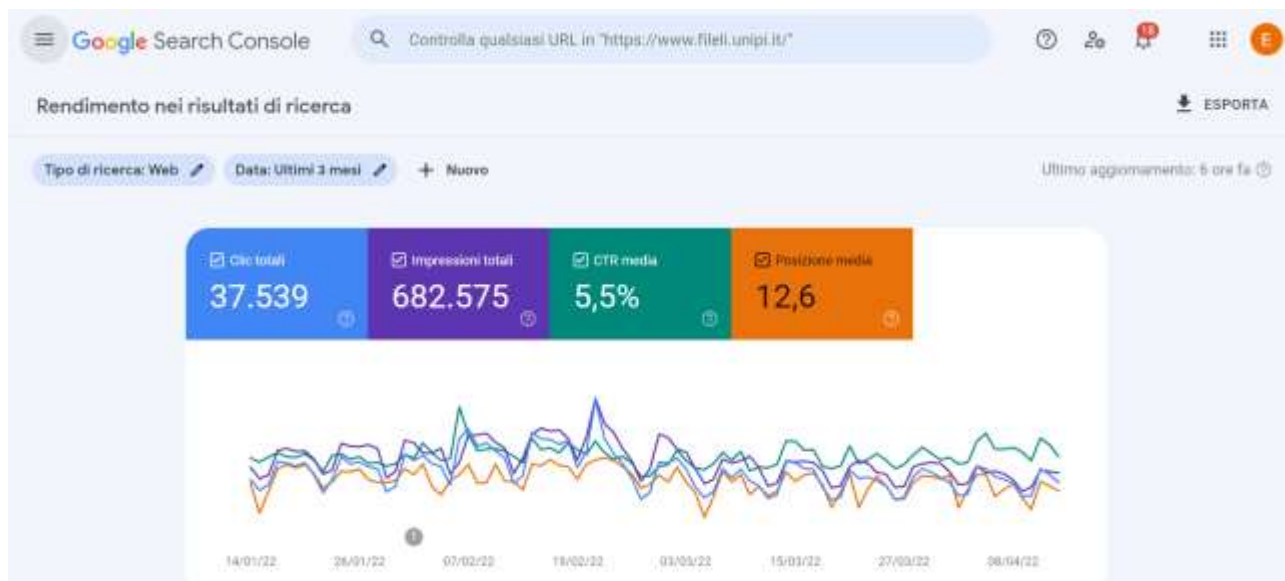 Google Search Console
Controlla qualsiasi URL in "https://www.fileli.unipi.it/"
E
Rendimento nei risultati di ricerca
ESPORTA
Tipo di ricerca: Web
Data: Ultimi 3 mesi
+ Nuovo
Ultimo aggiornamento: 6 ore fa
Clic totali
Impressioni totali
CTR media
Posizione media
37.539
682.575
5,5%
12,6
14/01/22
26/01/22
07/02/22
19/02/22
03/03/22
15/03/22
27/03/22
08/04/22